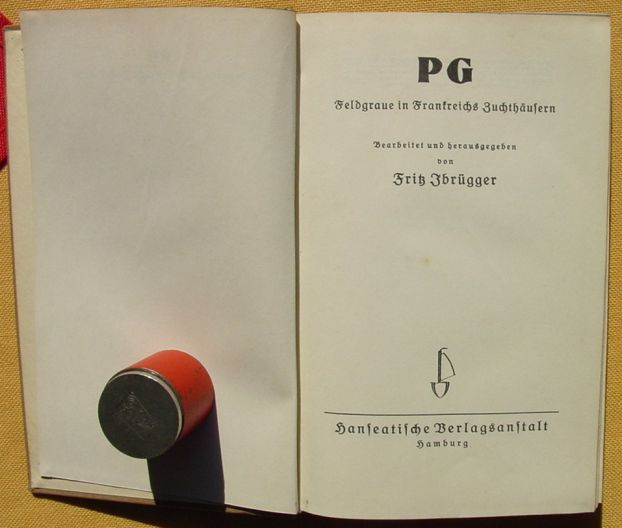 PG
Feldgraue in Frankreichs Zuchthäusern
Bearbeitet und herausgegeben
von
Fritz Ibrügger
Hanseatische Verlagsanstalt
Hamburg